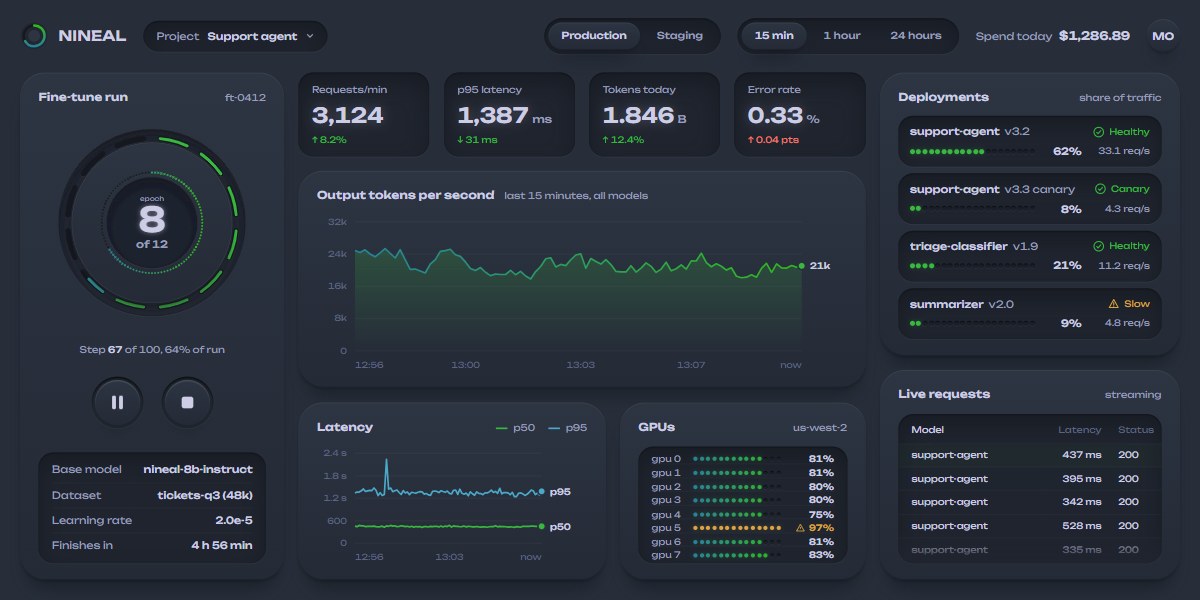 NINEAL
Project Support agent
Production Staging
15 min 1 hour 24 hours
Spend today $1,286.89 MO
Fine-tune run ft-0412
epoch
8
of 12
Step 67 of 100, 64% of run
Base model nineal-8b-instruct
Dataset tickets-q3 (48k)
Learning rate 2.0e-5
Finishes in 4 h 56 min
Requests/min
3,124
↑ 8.2%
p95 latency
1,387 ms
↓ 31 ms
Tokens today
1.846 B
↑ 12.4%
Error rate
0.33 %
↑ 0.04 pts
Output tokens per second last 15 minutes, all models
32k
24k
16k
8k
0
21k
12:56 13:00 13:03 13:07 now
Latency p50 p95
2.4 s
1.8 s
1.2 s
600
0
p95
p50
12:56 13:03 now
GPUs us-west-2
gpu 0 81%
gpu 1 81%
gpu 2 80%
gpu 3 80%
gpu 4 75%
gpu 5 97%
gpu 6 81%
gpu 7 83%
Deployments share of traffic
support-agent v3.2 Healthy
62% 33.1 req/s
support-agent v3.3 canary Canary
8% 4.3 req/s
triage-classifier v1.9 Healthy
21% 11.2 req/s
summarizer v2.0 Slow
9% 4.8 req/s
Live requests streaming
Model Latency Status
support-agent 437 ms 200
support-agent 395 ms 200
support-agent 342 ms 200
support-agent 528 ms 200
support-agent 335 ms 200